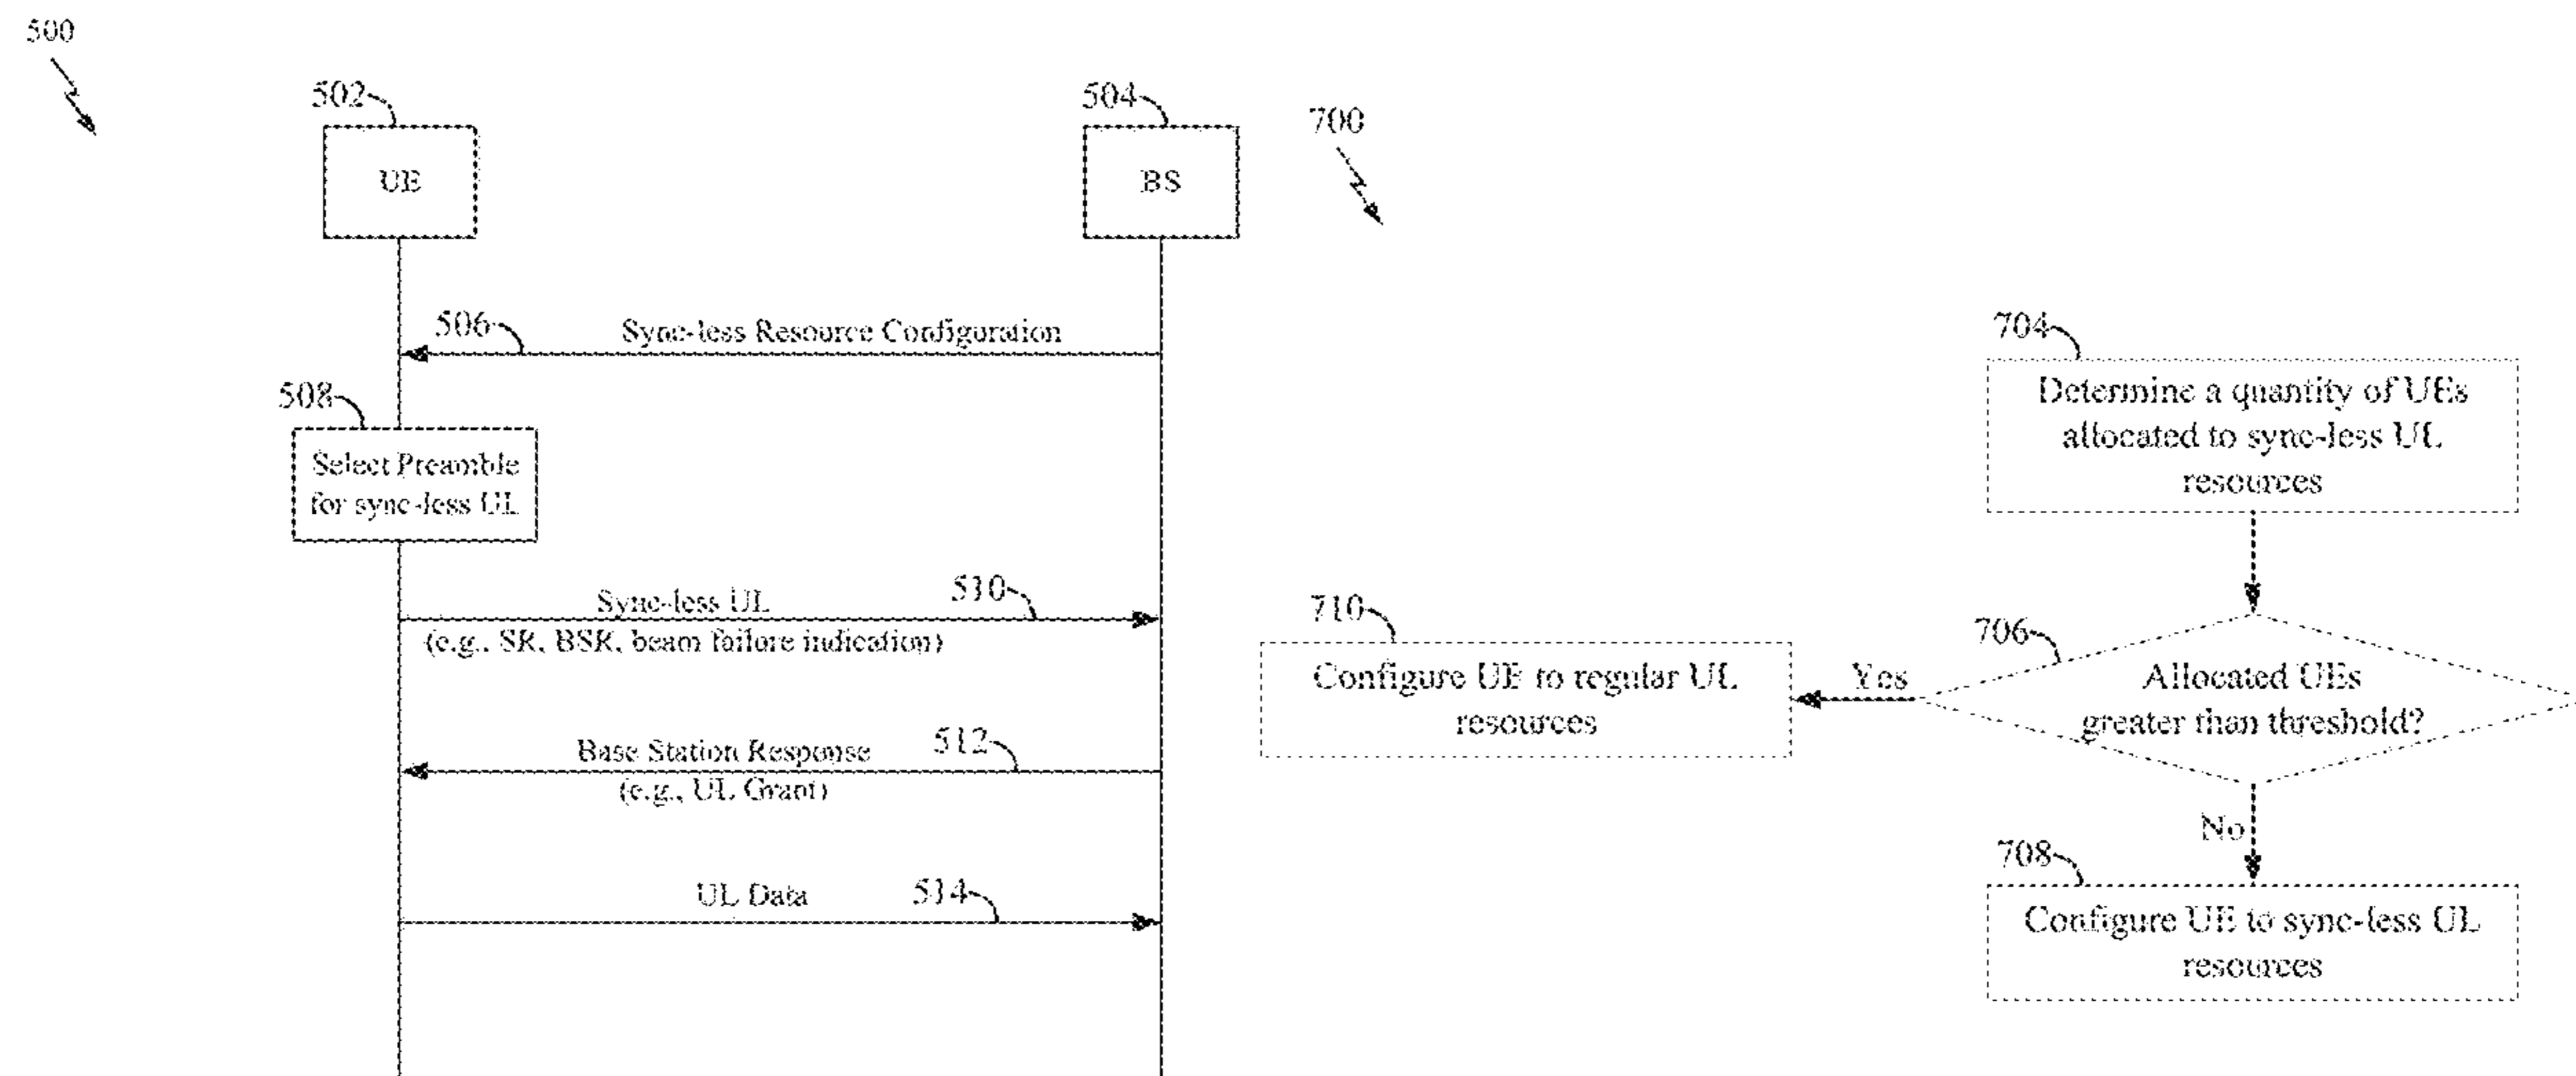 500
502
504
UE
BS
506
Sync-less Resource Configuration
508
Select Preamble
for sync-less UL
Sync-less UL
510
(e.g., SR, BSR, beam failure indication)
Base Station Response
512
(e.g., UL Grant)
UL Data
514
700
704
Determine a quantity of UEs
allocated to sync-less UL
resources
706
Allocated UEs
greater than threshold?
Yes
710
Configure UE to regular UL
resources
No
708
Configure UE to sync-less UL
resources